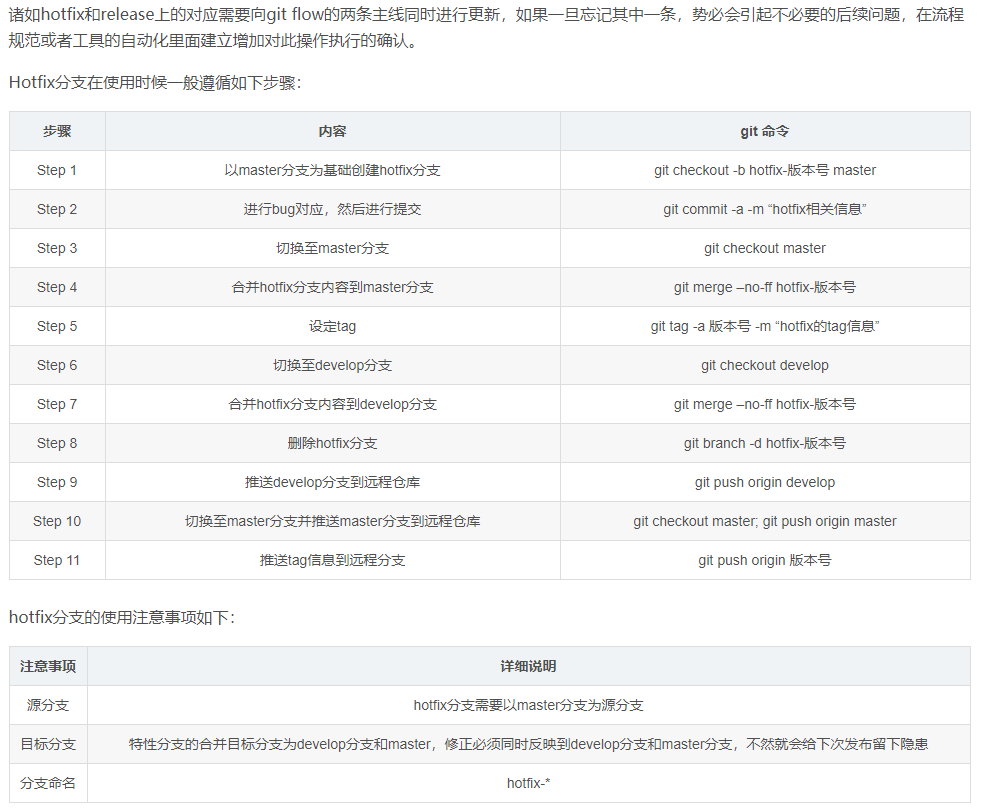 诸如hotfix和release上的对应需要向git flow的两条主线同时进行更新，如果一旦忘记其中一条，势必会引起不必要的后续问题，在流程
规范或者工具的自动化里面建立增加对此操作执行的确认。
Hotfix分支在使用时候一般遵循如下步骤：
步骤 内容 git 命令
Step 1 以master分支为基础创建hotfix分支 git checkout -b hotfix-版本号 master
Step 2 进行bug对应，然后进行提交 git commit -a -m “hotfix相关信息”
Step 3 切换至master分支 git checkout master
Step 4 合并hotfix分支内容到master分支 git merge –no-ff hotfix-版本号
Step 5 设定tag git tag -a 版本号 -m “hotfix的tag信息”
Step 6 切换至develop分支 git checkout develop
Step 7 合并hotfix分支内容到develop分支 git merge –no-ff hotfix-版本号
Step 8 删除hotfix分支 git branch -d hotfix-版本号
Step 9 推送develop分支到远程仓库 git push origin develop
Step 10 切换至master分支并推送master分支到远程仓库 git checkout master; git push origin master
Step 11 推送tag信息到远程分支 git push origin 版本号
hotfix分支的使用注意事项如下：
注意事项 详细说明
源分支 hotfix分支需要以master分支为源分支
目标分支 特性分支的合并目标分支为develop分支和master，修正必须同时反映到develop分支和master分支，不然就会给下次发布留下隐患
分支命名 hotfix-*